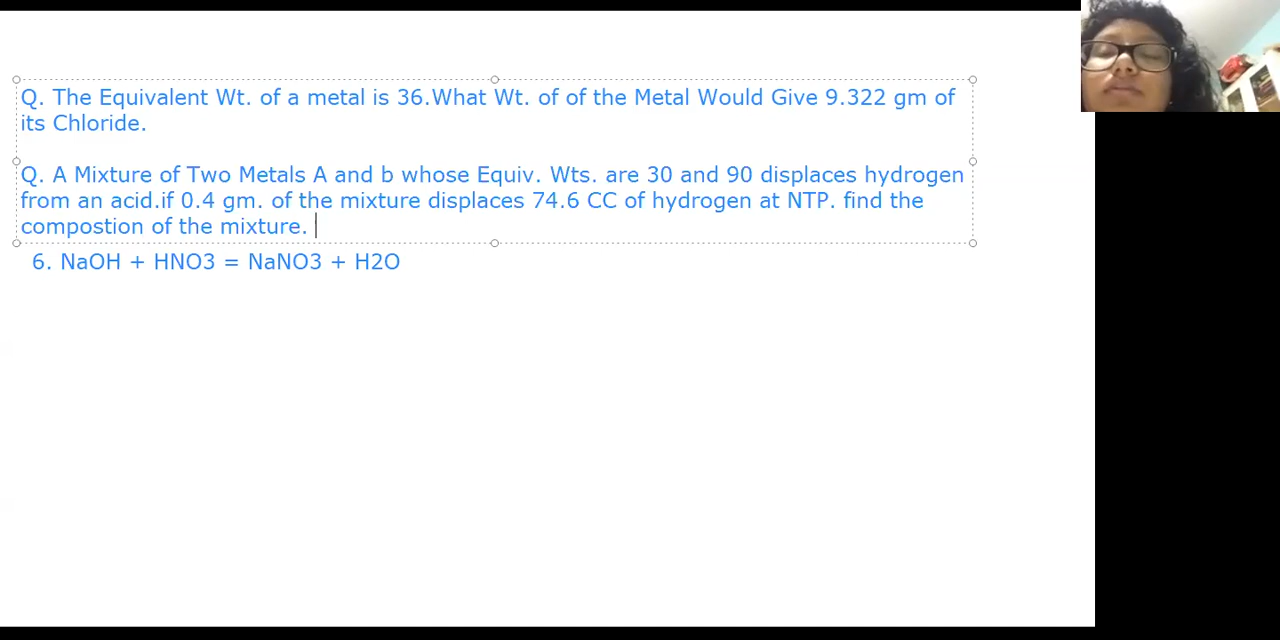 Q. The Equivalent Wt. of a metal is 36.What Wt. of of the Metal Would Give 9.322 gm of
its Chloride.
Q. A Mixture of Two Metals A and b whose Equiv. Wts. are 30 and 90 displaces hydrogen
from an acid.if 0.4 gm. of the mixture displaces 74.6 CC of hydrogen at NTP. find the
compostion of the mixture.
6. NaOH + HNO3 = NaNO3 + H2O